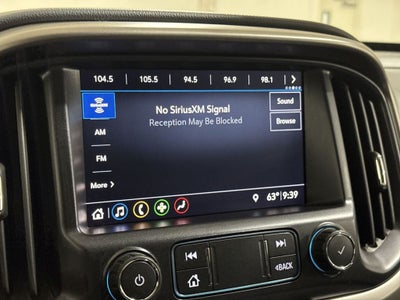 104.5 105.5 94.5 96.9 98.1
No SiriusXM Signal
Reception May Be Blocked
Sound
Browse
AM
FM
More
63° 9:39
BACK